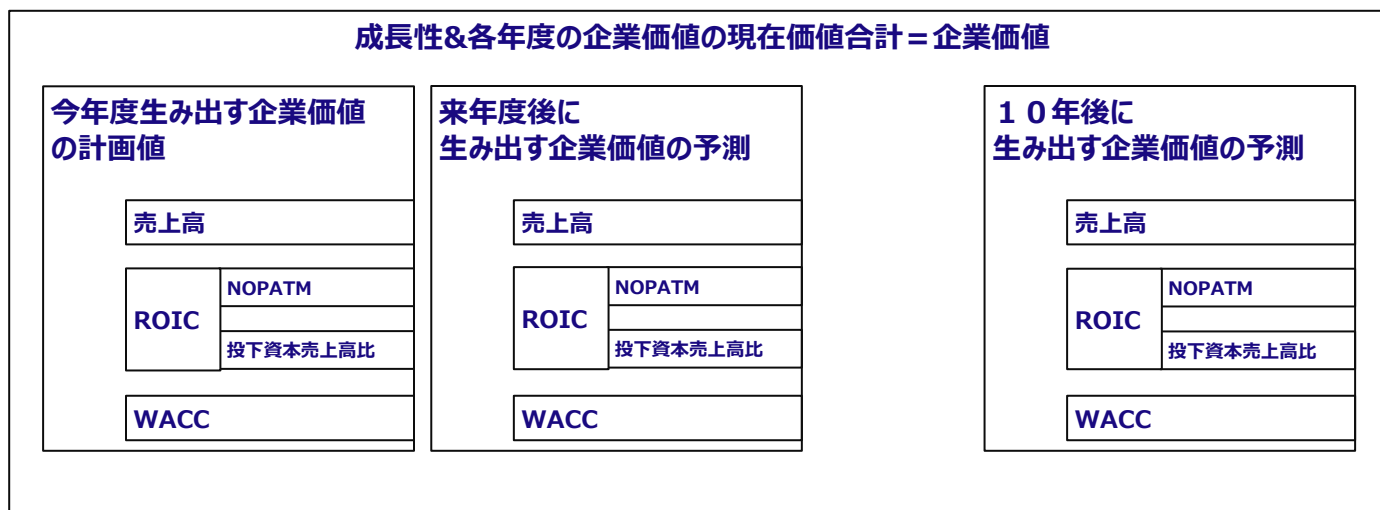 成長性&各年度の企業価値の現在価値合計＝企業価値
今年度生み出す企業価値
の計画値
売上高
ROIC
NOPATM
投下資本売上高比
WACC
来年度後に
生み出す企業価値の予測
売上高
ROIC
NOPATM
投下資本売上高比
WACC
１０年後に
生み出す企業価値の予測
売上高
ROIC
NOPATM
投下資本売上高比
WACC